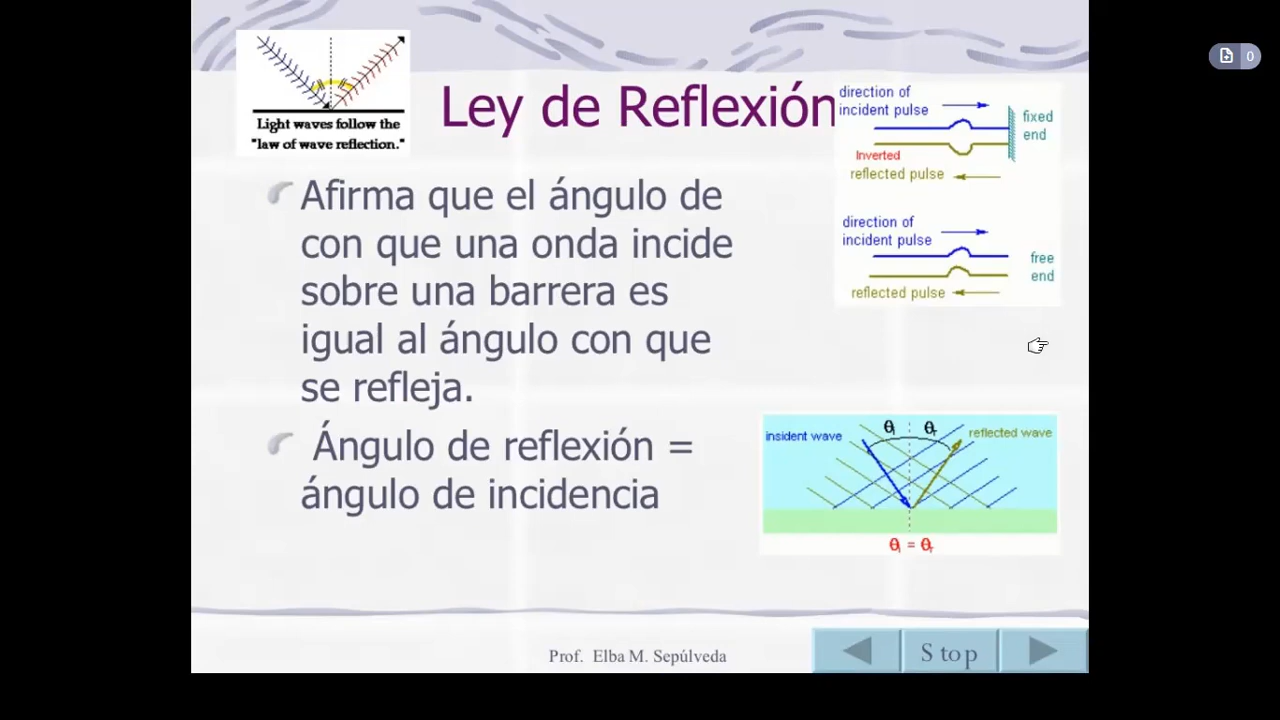 Light waves follow the
"law of wave reflection."
Ley de Reflexión
direction of
incident pulse
fixed
end
Inverted
reflected pulse
direction of
incident pulse
free
end
reflected pulse
Afirma que el ángulo de
con que una onda incide
sobre una barrera es
igual al ángulo con que
se refleja.
Ángulo de reflexión =
ángulo de incidencia
insident wave
θi
θr
reflected wave
θi = θr
Prof. Elba M. Sepúlveda
Stop
0